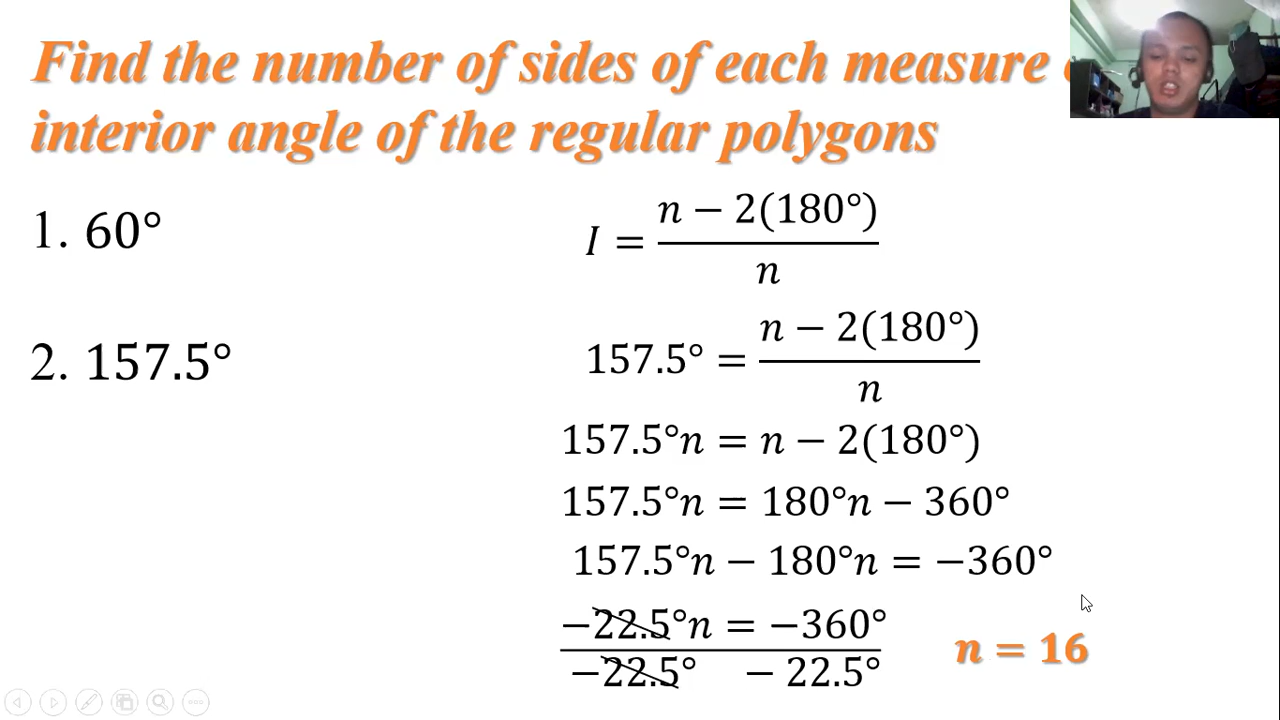 Find the number of sides of each measure
interior angle of the regular polygons
1. 60°
I = n − 2(180°) / n
2. 157.5°
157.5° = n − 2(180°) / n
157.5°n = n − 2(180°)
157.5°n = 180°n − 360°
157.5°n − 180°n = −360°
−22.5°n = −360°
−22.5° − 22.5°
n = 16